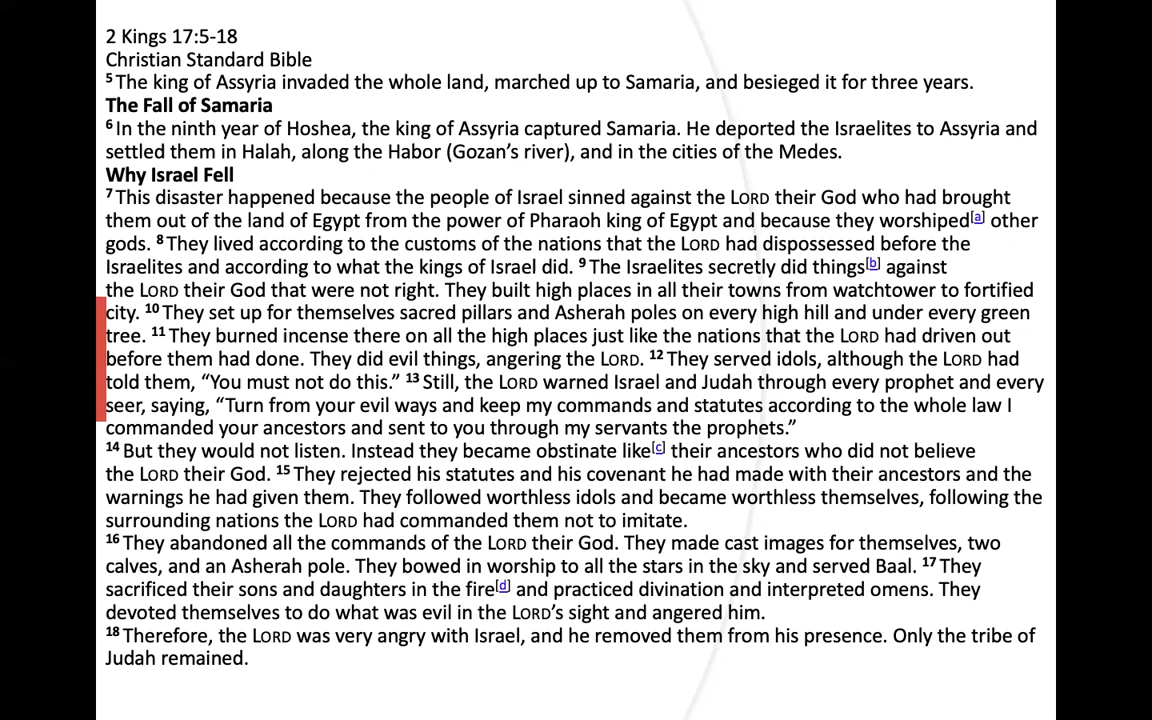 2 Kings 17:5-18
Christian Standard Bible
5 The king of Assyria invaded the whole land, marched up to Samaria, and besieged it for three years.
The Fall of Samaria
6 In the ninth year of Hoshea, the king of Assyria captured Samaria. He deported the Israelites to Assyria and
settled them in Halah, along the Habor (Gozan’s river), and in the cities of the Medes.
Why Israel Fell
7 This disaster happened because the people of Israel sinned against the LORD their God who had brought
them out of the land of Egypt from the power of Pharaoh king of Egypt and because they worshiped[a] other
gods. 8 They lived according to the customs of the nations that the LORD had dispossessed before the
Israelites and according to what the kings of Israel did. 9 The Israelites secretly did things[b] against
the LORD their God that were not right. They built high places in all their towns from watchtower to fortified
city. 10 They set up for themselves sacred pillars and Asherah poles on every high hill and under every green
tree. 11 They burned incense there on all the high places just like the nations that the LORD had driven out
before them had done. They did evil things, angering the LORD. 12 They served idols, although the LORD had
told them, “You must not do this.” 13 Still, the LORD warned Israel and Judah through every prophet and every
seer, saying, “Turn from your evil ways and keep my commands and statutes according to the whole law I
commanded your ancestors and sent to you through my servants the prophets.”
14 But they would not listen. Instead they became obstinate like[c] their ancestors who did not believe
the LORD their God. 15 They rejected his statutes and his covenant he had made with their ancestors and the
warnings he had given them. They followed worthless idols and became worthless themselves, following the
surrounding nations the LORD had commanded them not to imitate.
16 They abandoned all the commands of the LORD their God. They made cast images for themselves, two
calves, and an Asherah pole. They bowed in worship to all the stars in the sky and served Baal. 17 They
sacrificed their sons and daughters in the fire[d] and practiced divination and interpreted omens. They
devoted themselves to do what was evil in the LORD’s sight and angered him.
18 Therefore, the LORD was very angry with Israel, and he removed them from his presence. Only the tribe of
Judah remained.